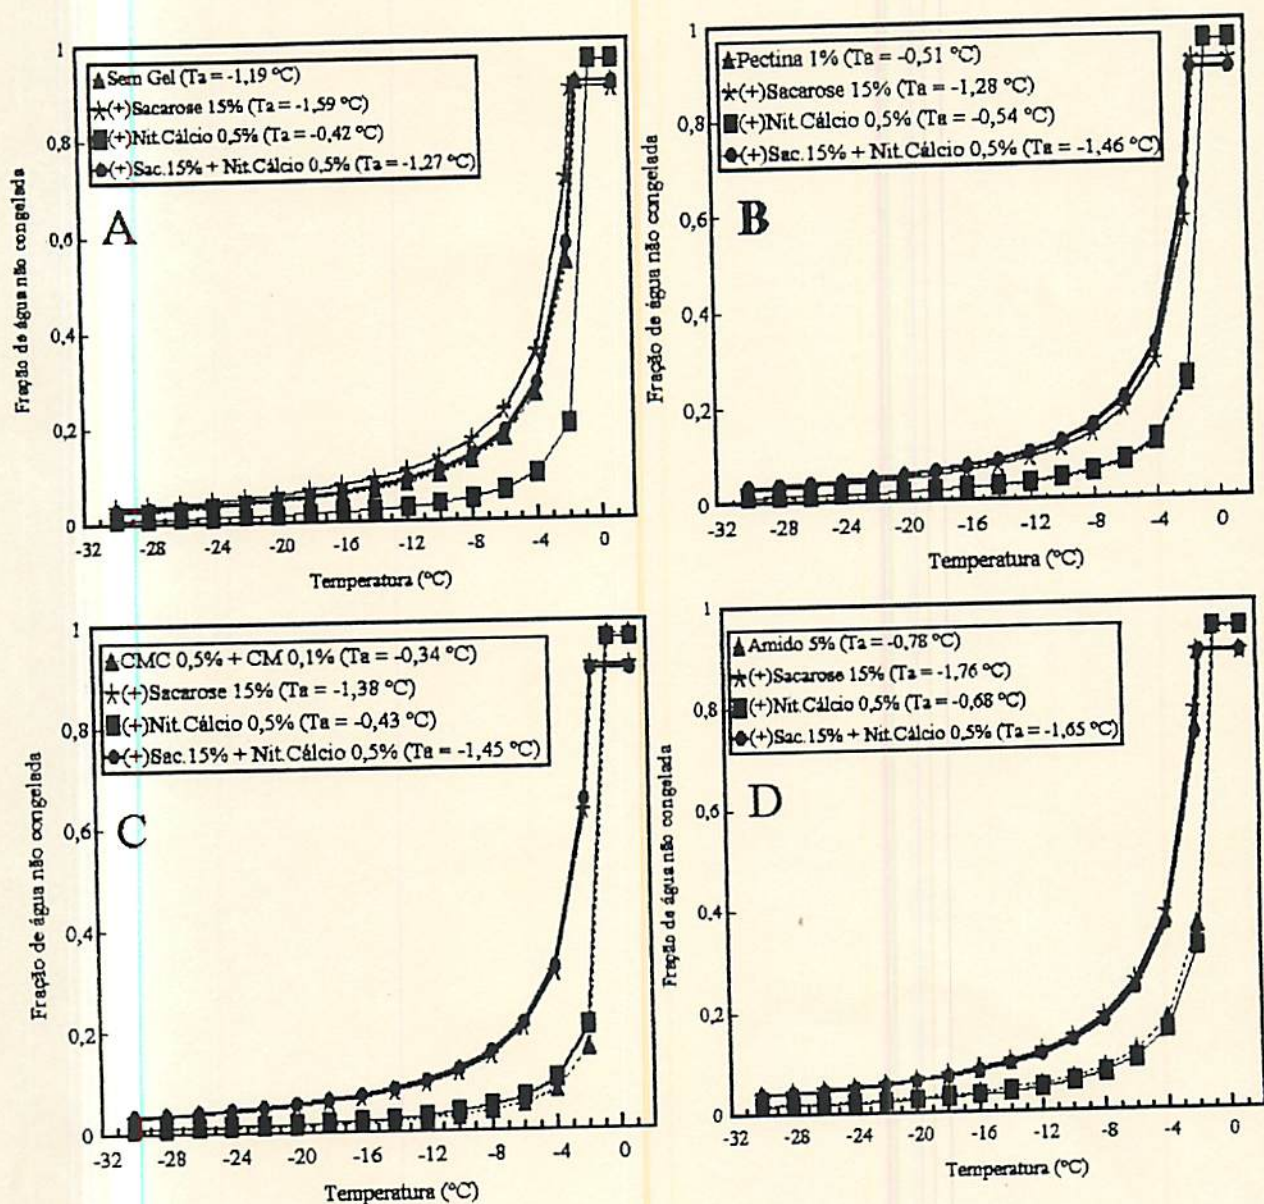 Fração de água não congelada
1
0,8
0,6
0,4
0,2
0
Sem Gel (Ta = -1,19 °C)
(+)Sacarose 15% (Ta = -1,59 °C)
(+)Nit.Cálcio 0,5% (Ta = -0,42 °C)
(+)Sac.15% + Nit.Cálcio 0,5% (Ta = -1,27 °C)
A
-32 -28 -24 -20 -16 -12 -8 -4 0
Temperatura (°C)
Fração de água não congelada
1
0,8
0,6
0,4
0,2
0
Pectina 1% (Ta = -0,51 °C)
(+)Sacarose 15% (Ta = -1,28 °C)
(+)Nit.Cálcio 0,5% (Ta = -0,54 °C)
(+)Sac.15% + Nit.Cálcio 0,5% (Ta = -1,46 °C)
B
-32 -28 -24 -20 -16 -12 -8 -4 0
Temperatura (°C)
Fração de água não congelada
1
0,8
0,6
0,4
0,2
0
CMC 0,5% + CM 0,1% (Ta = -0,34 °C)
(+)Sacarose 15% (Ta = -1,38 °C)
(+)Nit.Cálcio 0,5% (Ta = -0,43 °C)
(+)Sac.15% + Nit.Cálcio 0,5% (Ta = -1,45 °C)
C
-32 -28 -24 -20 -16 -12 -8 -4 0
Temperatura (°C)
Fração de água não congelada
1
0,8
0,6
0,4
0,2
0
Amido 5% (Ta = -0,78 °C)
(+)Sacarose 15% (Ta = -1,76 °C)
(+)Nit.Cálcio 0,5% (Ta = -0,68 °C)
(+)Sac.15% + Nit.Cálcio 0,5% (Ta = -1,65 °C)
D
-32 -28 -24 -20 -16 -12 -8 -4 0
Temperatura (°C)